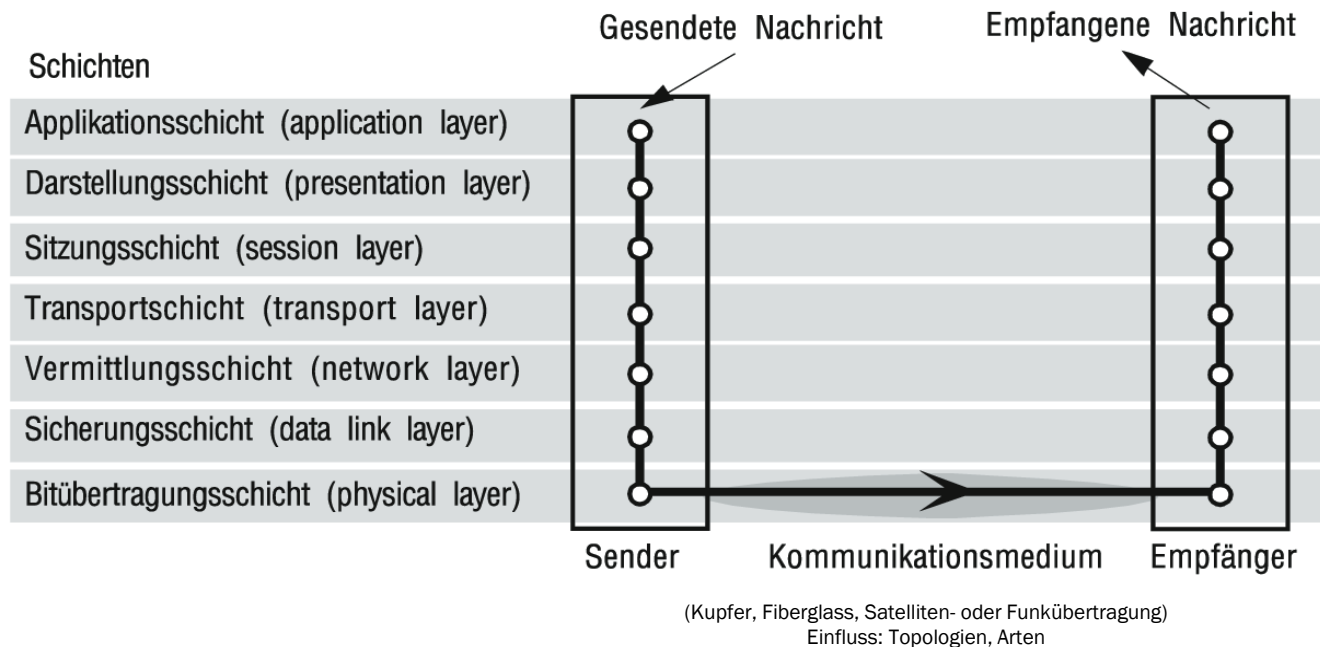 Gesendete Nachricht
Empfangene Nachricht
Schichten
Applikationsschicht (application layer)
Darstellungsschicht (presentation layer)
Sitzungsschicht (session layer)
Transportschicht (transport layer)
Vermittlungsschicht (network layer)
Sicherungsschicht (data link layer)
Bitübertragungsschicht (physical layer)
Sender
Kommunikationsmedium
Empfänger
(Kupfer, Fiberglass, Satelliten- oder Funkübertragung)
Einfluss: Topologien, Arten